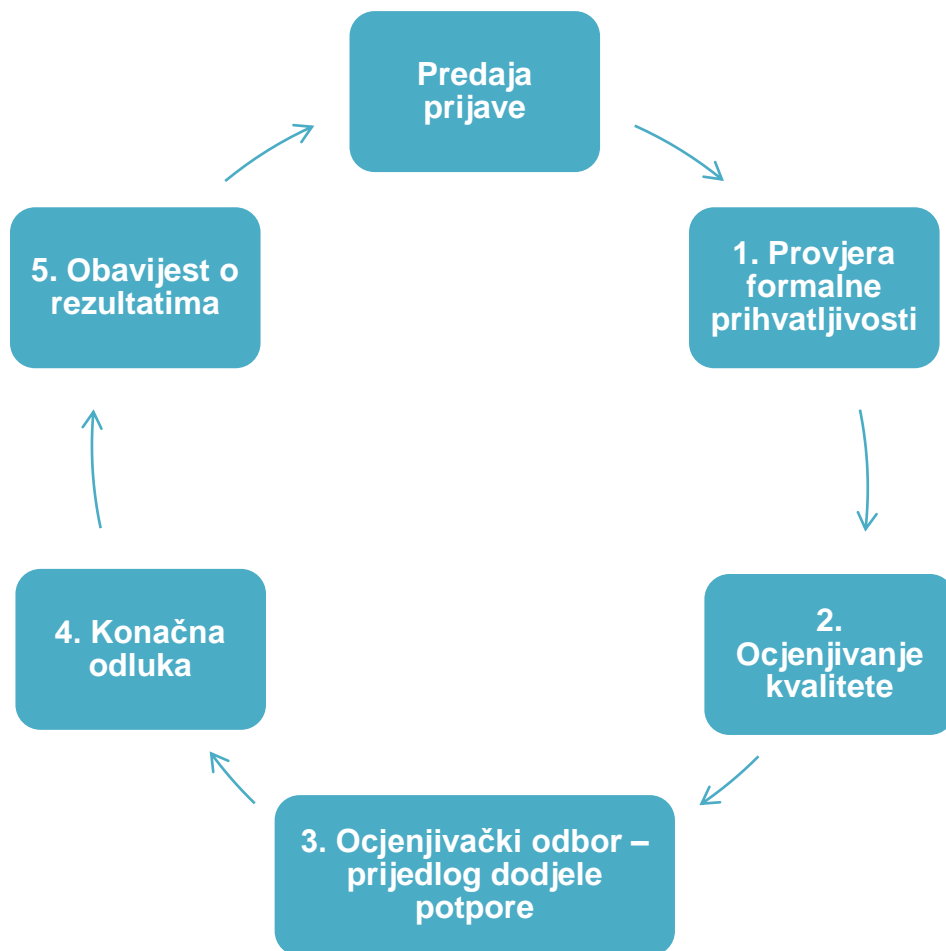 Predaja
prijave
1. Provjera
formalne
prihvatljivosti
2.
Ocjenjivanje
kvalitete
3. Ocjenjivački odbor –
prijedlog dodjele
potpore
4. Konačna
odluka
5. Obavijest o
rezultatima